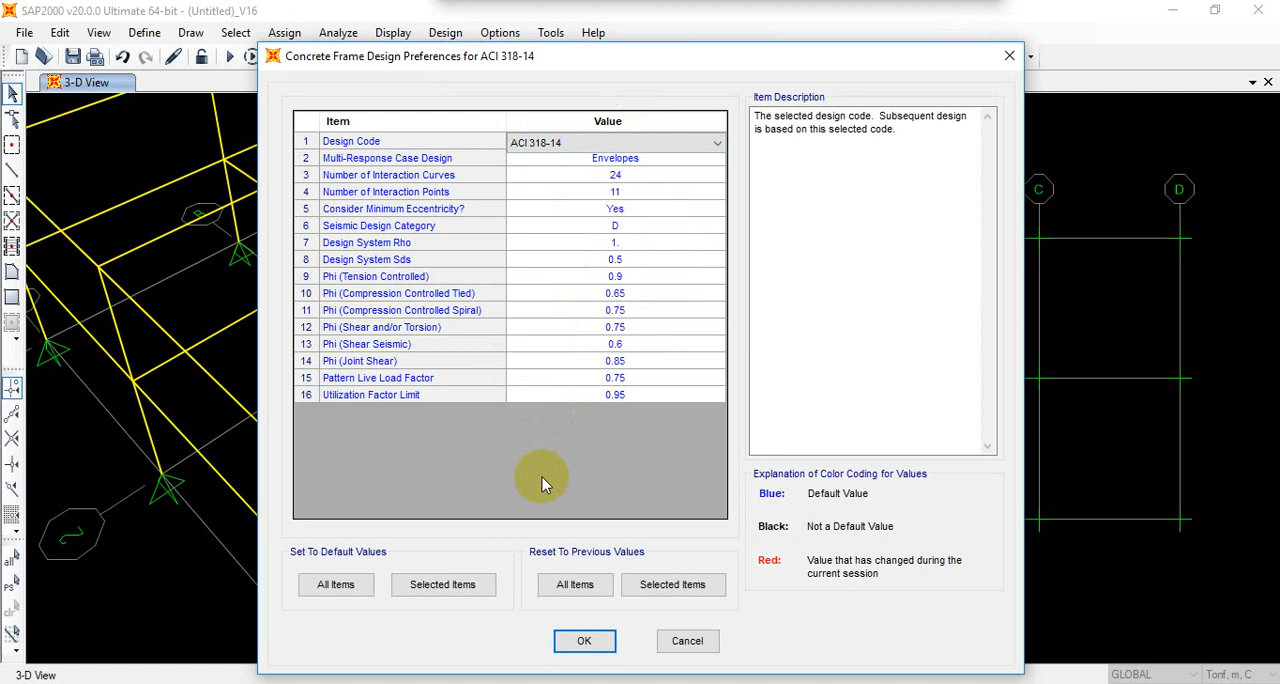 SAP2000 v20.0.0 Ultimate 64-bit - (Untitled)_V16
File Edit View Define Draw Select Assign Analyze Display Design Options Tools Help
3-D View
Concrete Frame Design Preferences for ACI 318-14
Item Value
1 Design Code ACI 318-14
2 Multi-Response Case Design Envelopes
3 Number of Interaction Curves 24
4 Number of Interaction Points 11
5 Consider Minimum Eccentricity? Yes
6 Seismic Design Category D
7 Design System Rho 1.
8 Design System Sds 0.5
9 Phi (Tension Controlled) 0.9
10 Phi (Compression Controlled Tied) 0.65
11 Phi (Compression Controlled Spiral) 0.75
12 Phi (Shear and/or Torsion) 0.75
13 Phi (Shear Seismic) 0.6
14 Phi (Joint Shear) 0.85
15 Pattern Live Load Factor 0.75
16 Utilization Factor Limit 0.95
Item Description
The selected design code. Subsequent design
is based on this selected code.
Explanation of Color Coding for Values
Blue: Default Value
Black: Not a Default Value
Red: Value that has changed during the
current session
Set To Default Values
All Items Selected Items
Reset To Previous Values
All Items Selected Items
OK Cancel
C D
all
PS
clr
3-D View
GLOBAL Tonf, m, C